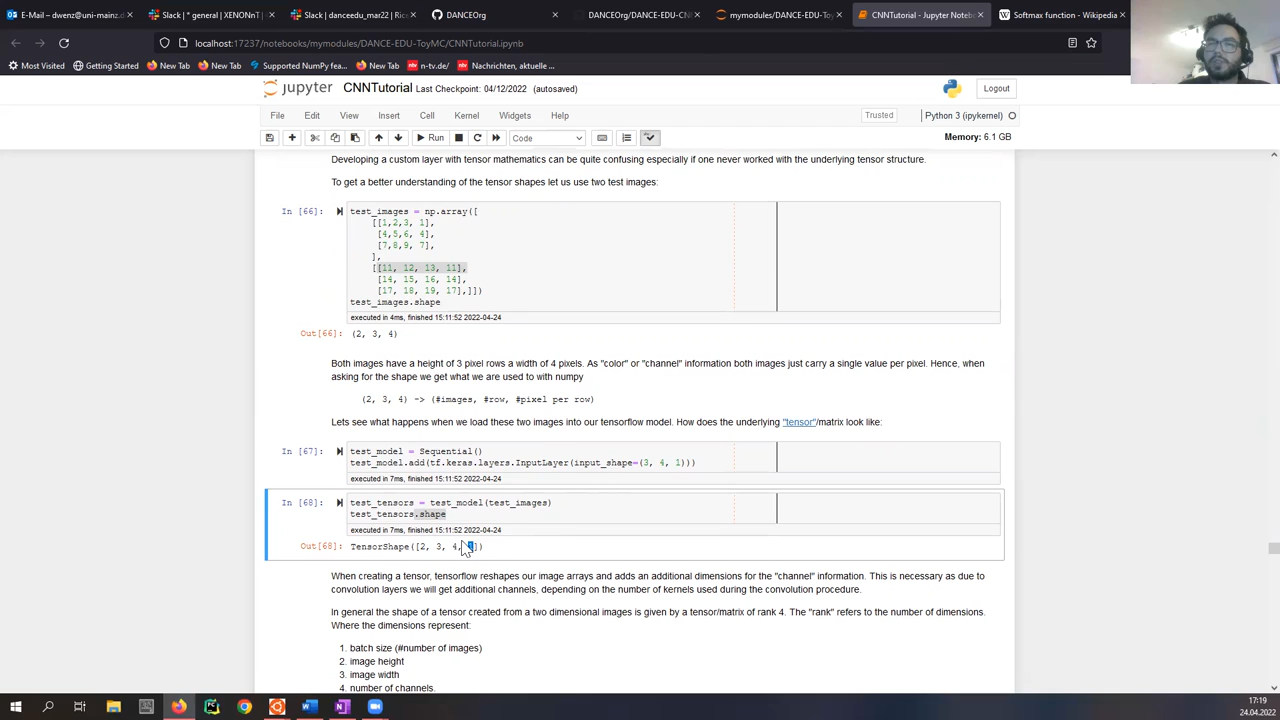 E-Mail – dwenz@uni-mainz.d
Slack | * general | XENONnT |
Slack | danceedu_mar22 | Ric
DANCEOrg
DANCEOrg/DANCE-EDU-CN
mymodules/DANCE-EDU-Toy
CNNTutorial - Jupyter Noteb
Softmax function - Wikipedia
localhost:17237/notebooks/mymodules/DANCE-EDU-ToyMC/CNNTutorial.ipynb
Most Visited
Getting Started
New Tab
New Tab
Supported NumPy feat
New Tab
n-tv.de/
Nachrichten, aktuelle ...
jupyter CNNTutorial Last Checkpoint: 04/12/2022 (autosaved)
Logout
File Edit View Insert Cell Kernel Widgets Help
Trusted
Python 3 (ipykernel)
Run
Code
Memory: 6.1 GB
Developing a custom layer with tensor mathematics can be quite confusing especially if one never worked with the underlying tensor structure.
To get a better understanding of the tensor shapes let us use two test images:
In [66]:
test_images = np.array([
[[1,2,3, 1],
[4,5,6, 4],
[7,8,9, 7],
],
[[11, 12, 13, 11],
[14, 15, 16, 14],
[17, 18, 19, 17],]])
test_images.shape
executed in 4ms, finished 15:11:52 2022-04-24
Out[66]: (2, 3, 4)
Both images have a height of 3 pixel rows a width of 4 pixels. As "color" or "channel" information both images just carry a single value per pixel. Hence, when
asking for the shape we get what we are used to with numpy
(2, 3, 4) -> (#images, #row, #pixel per row)
Lets see what happens when we load these two images into our tensorflow model. How does the underlying "tensor"/matrix look like:
In [67]:
test_model = Sequential()
test_model.add(tf.keras.layers.InputLayer(input_shape=(3, 4, 1)))
executed in 7ms, finished 15:11:52 2022-04-24
In [68]:
test_tensors = test_model(test_images)
test_tensors.shape
executed in 7ms, finished 15:11:52 2022-04-24
Out[68]: TensorShape([2, 3, 4, ])
When creating a tensor, tensorflow reshapes our image arrays and adds an additional dimensions for the "channel" information. This is necessary as due to
convolution layers we will get additional channels, depending on the number of kernels used during the convolution procedure.
In general the shape of a tensor created from a two dimensional images is given by a tensor/matrix of rank 4. The "rank" refers to the number of dimensions.
Where the dimensions represent:
1. batch size (#number of images)
2. image height
3. image width
4. number of channels.
17:19
24.04.2022